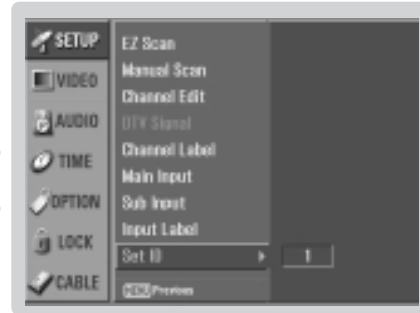 SETUP
VIDEO
AUDIO
TIME
OPTION
LOCK
CABLE
EZ Scan
Manual Scan
Channel Edit
DTV Signal
Channel Label
Main Input
Sub Input
Input Label
Set ID
1
MENU Previous